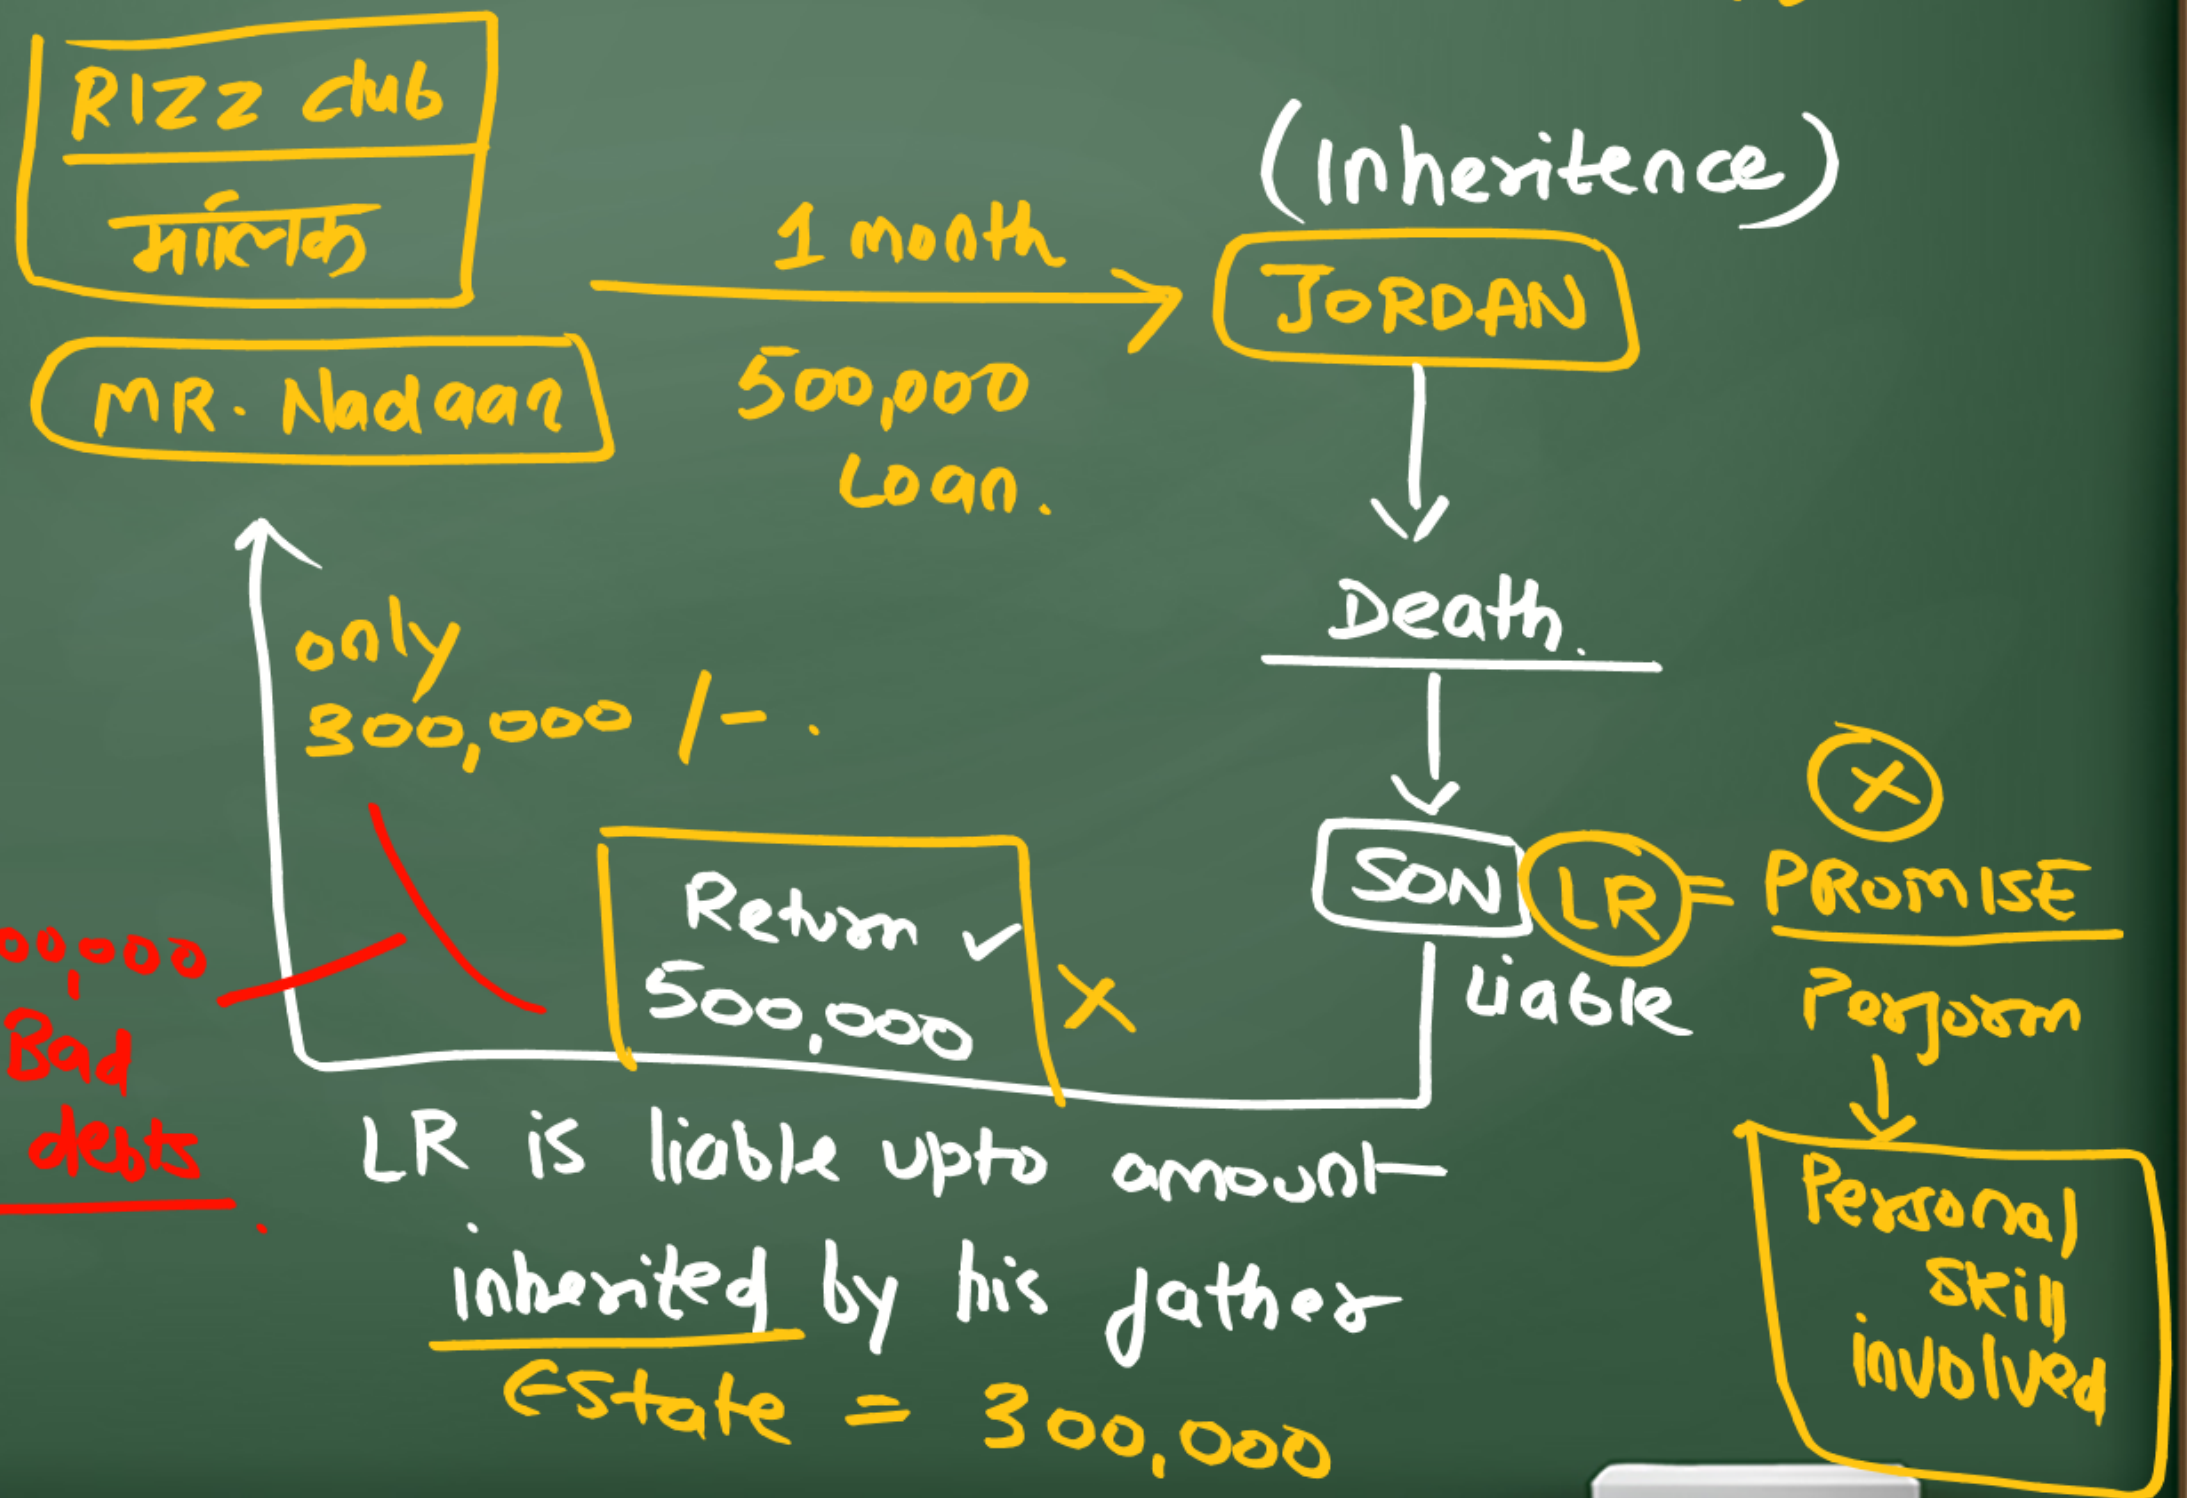 RIZZ Club
मालिक
MR. Nadaan
1 month
500,000
Loan.
(Inheritence)
JORDAN
Death.
SON
LR = PROMISE
liable
Perform
Personal
Skill
involved
only
300,000/-.
Return ✓
500,000 X
00,000
Bad
debts
LR is liable upto amount
inherited by his father
Estate = 300,000